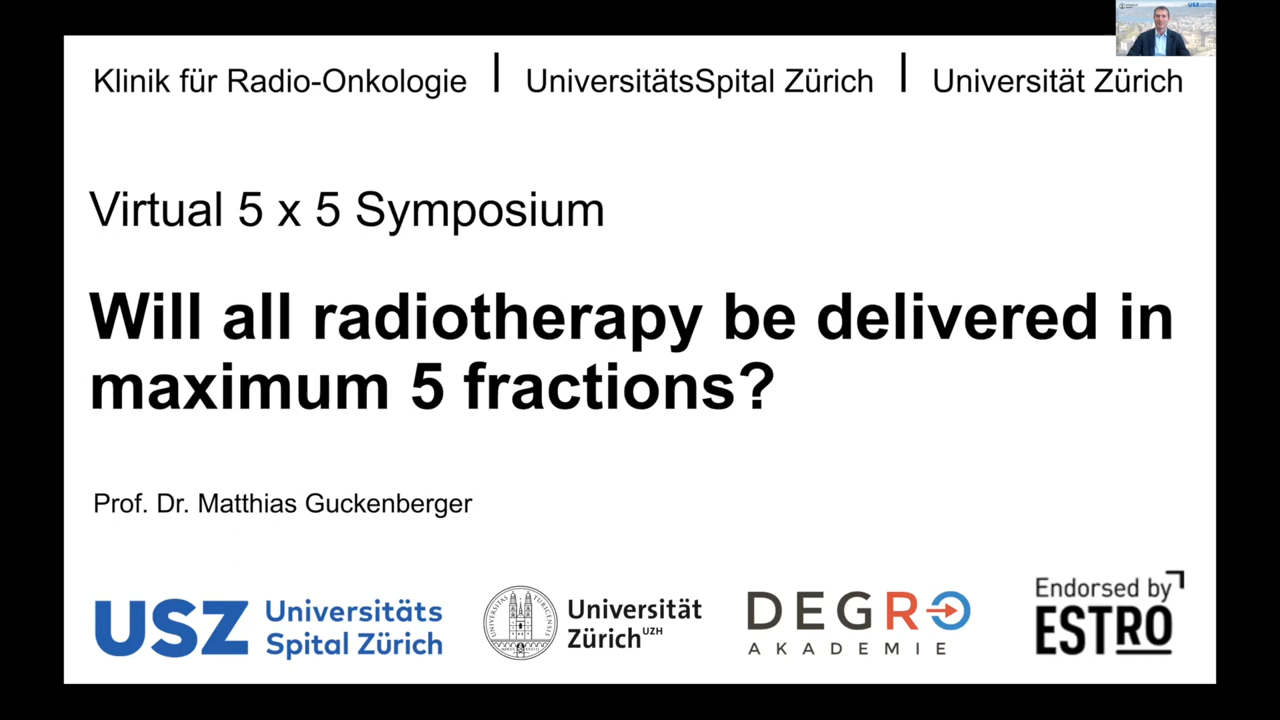 Klinik für Radio-Onkologie | UniversitätsSpital Zürich | Universität Zürich
Virtual 5 x 5 Symposium
Will all radiotherapy be delivered in
maximum 5 fractions?
Prof. Dr. Matthias Guckenberger
USZ Universitäts
Spital Zürich
Universität
Zürich UZH
DEGRO
AKADEMIE
Endorsed by
ESTRO
USZ